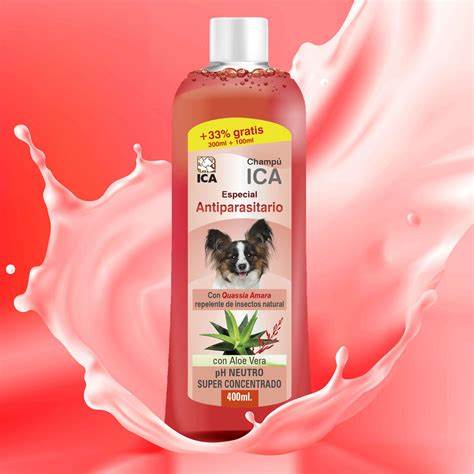 +33% gratis
300ml + 100ml
ICA
Champú
ICA
Especial
Antiparasitario
Con Quassia Amara
repelente de insectos natural
con Aloe Vera
pH NEUTRO
SUPER CONCENTRADO
400ml.